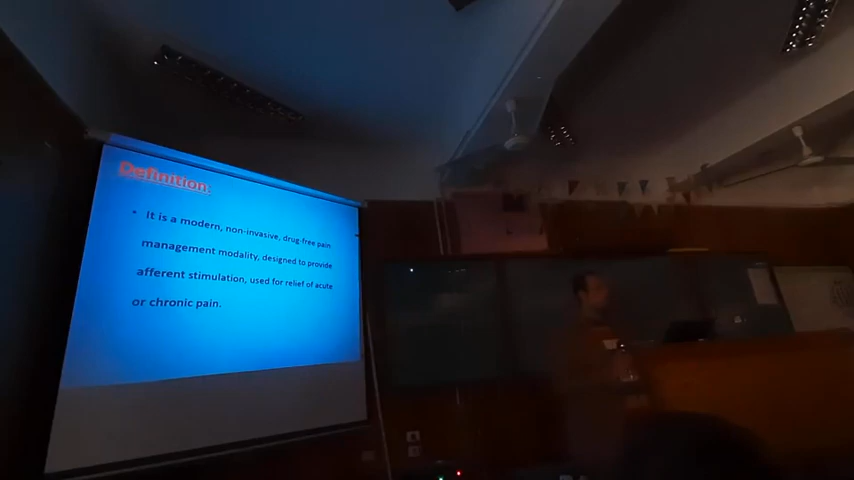 Definition:
• It is a modern, non-invasive, drug-free pain
management modality, designed to provide
afferent stimulation, used for relief of acute
or chronic pain.